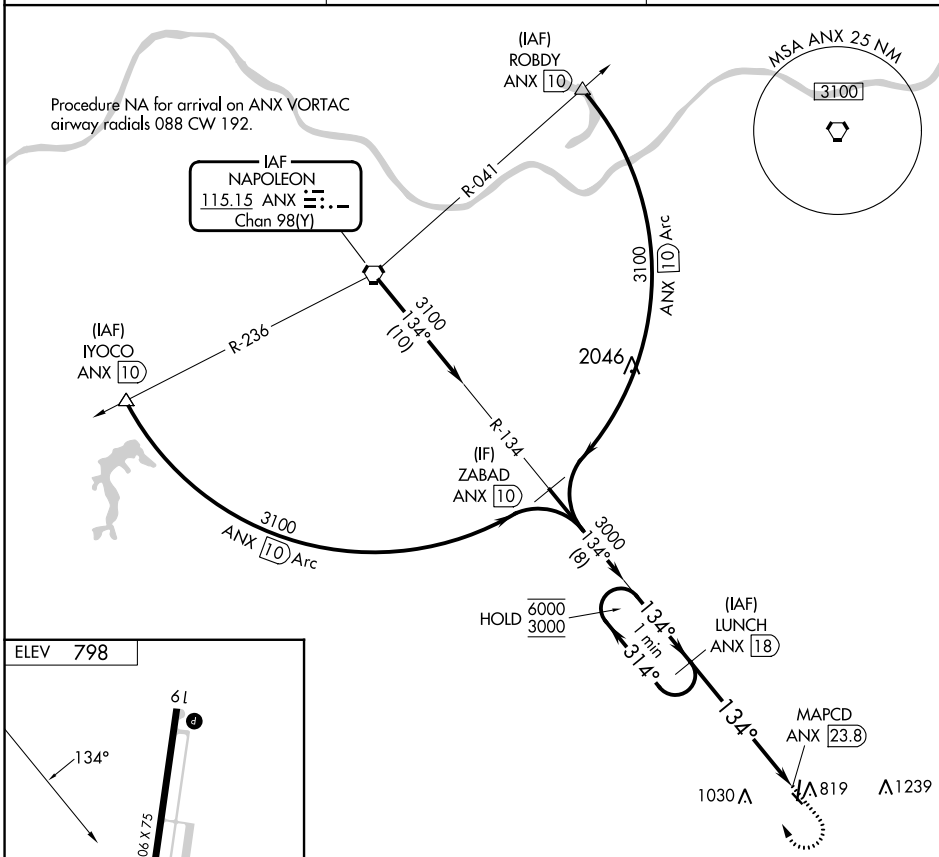 (IAF)
ROBDY
ANX 10
MSA ANX 25 NM
3100
Procedure NA for arrival on ANX VORTAC
airway radials 088 CW 192.
IAF
NAPOLEON
115.15 ANX
Chan 98(Y)
R-041
3100
ANX 10 Arc
3100
134°
(10)
R-236
(IAF)
IYOCO
ANX 10
2046
R-134
(IF)
ZABAD
ANX 10
3100
ANX 10 Arc
3000
134°
(8)
HOLD 6000
3000
134°
1 min
314°
(IAF)
LUNCH
ANX 18
134°
MAPCD
ANX 23.8
1030
819
1239
ELEV 798
19
P
134°
06 X 75